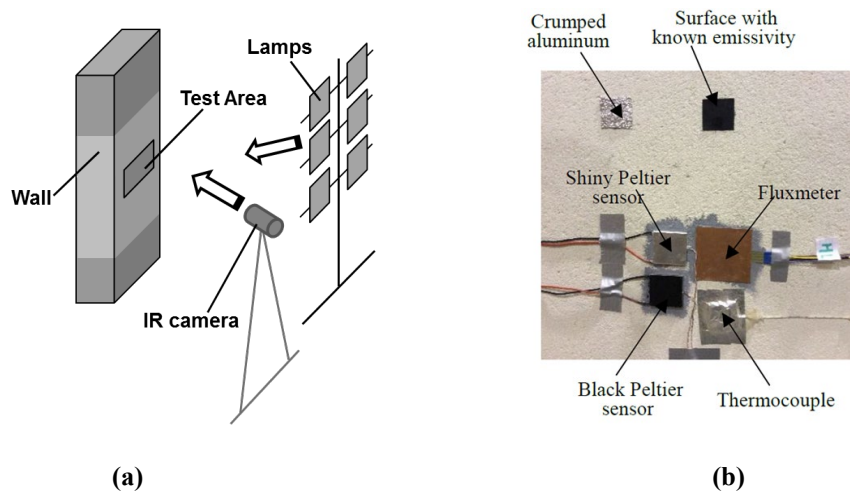 Lamps
Test Area
Wall
IR camera
(a)
Crumped
aluminum
Surface with
known emissivity
Shiny Peltier
sensor
Fluxmeter
Black Peltier
sensor
Thermocouple
(b)